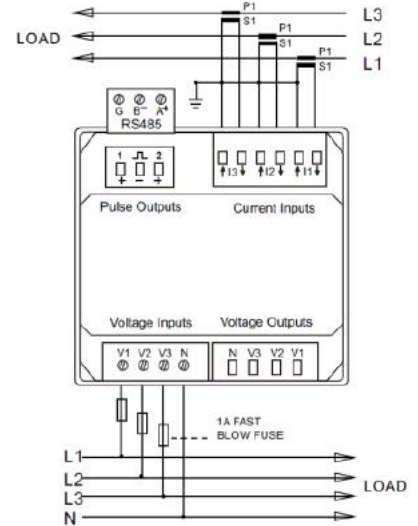 P1
L3
S1
LOAD
P1
L2
S1
P1
L1
S1
G B- A+
RS485
1 2
+ - +
I3 I2 I1
Pulse Outputs
Current Inputs
Voltage Inputs
Voltage Outputs
V1 V2 V3 N
N V3 V2 V1
1A FAST
BLOW FUSE
L1
L2
LOAD
L3
N